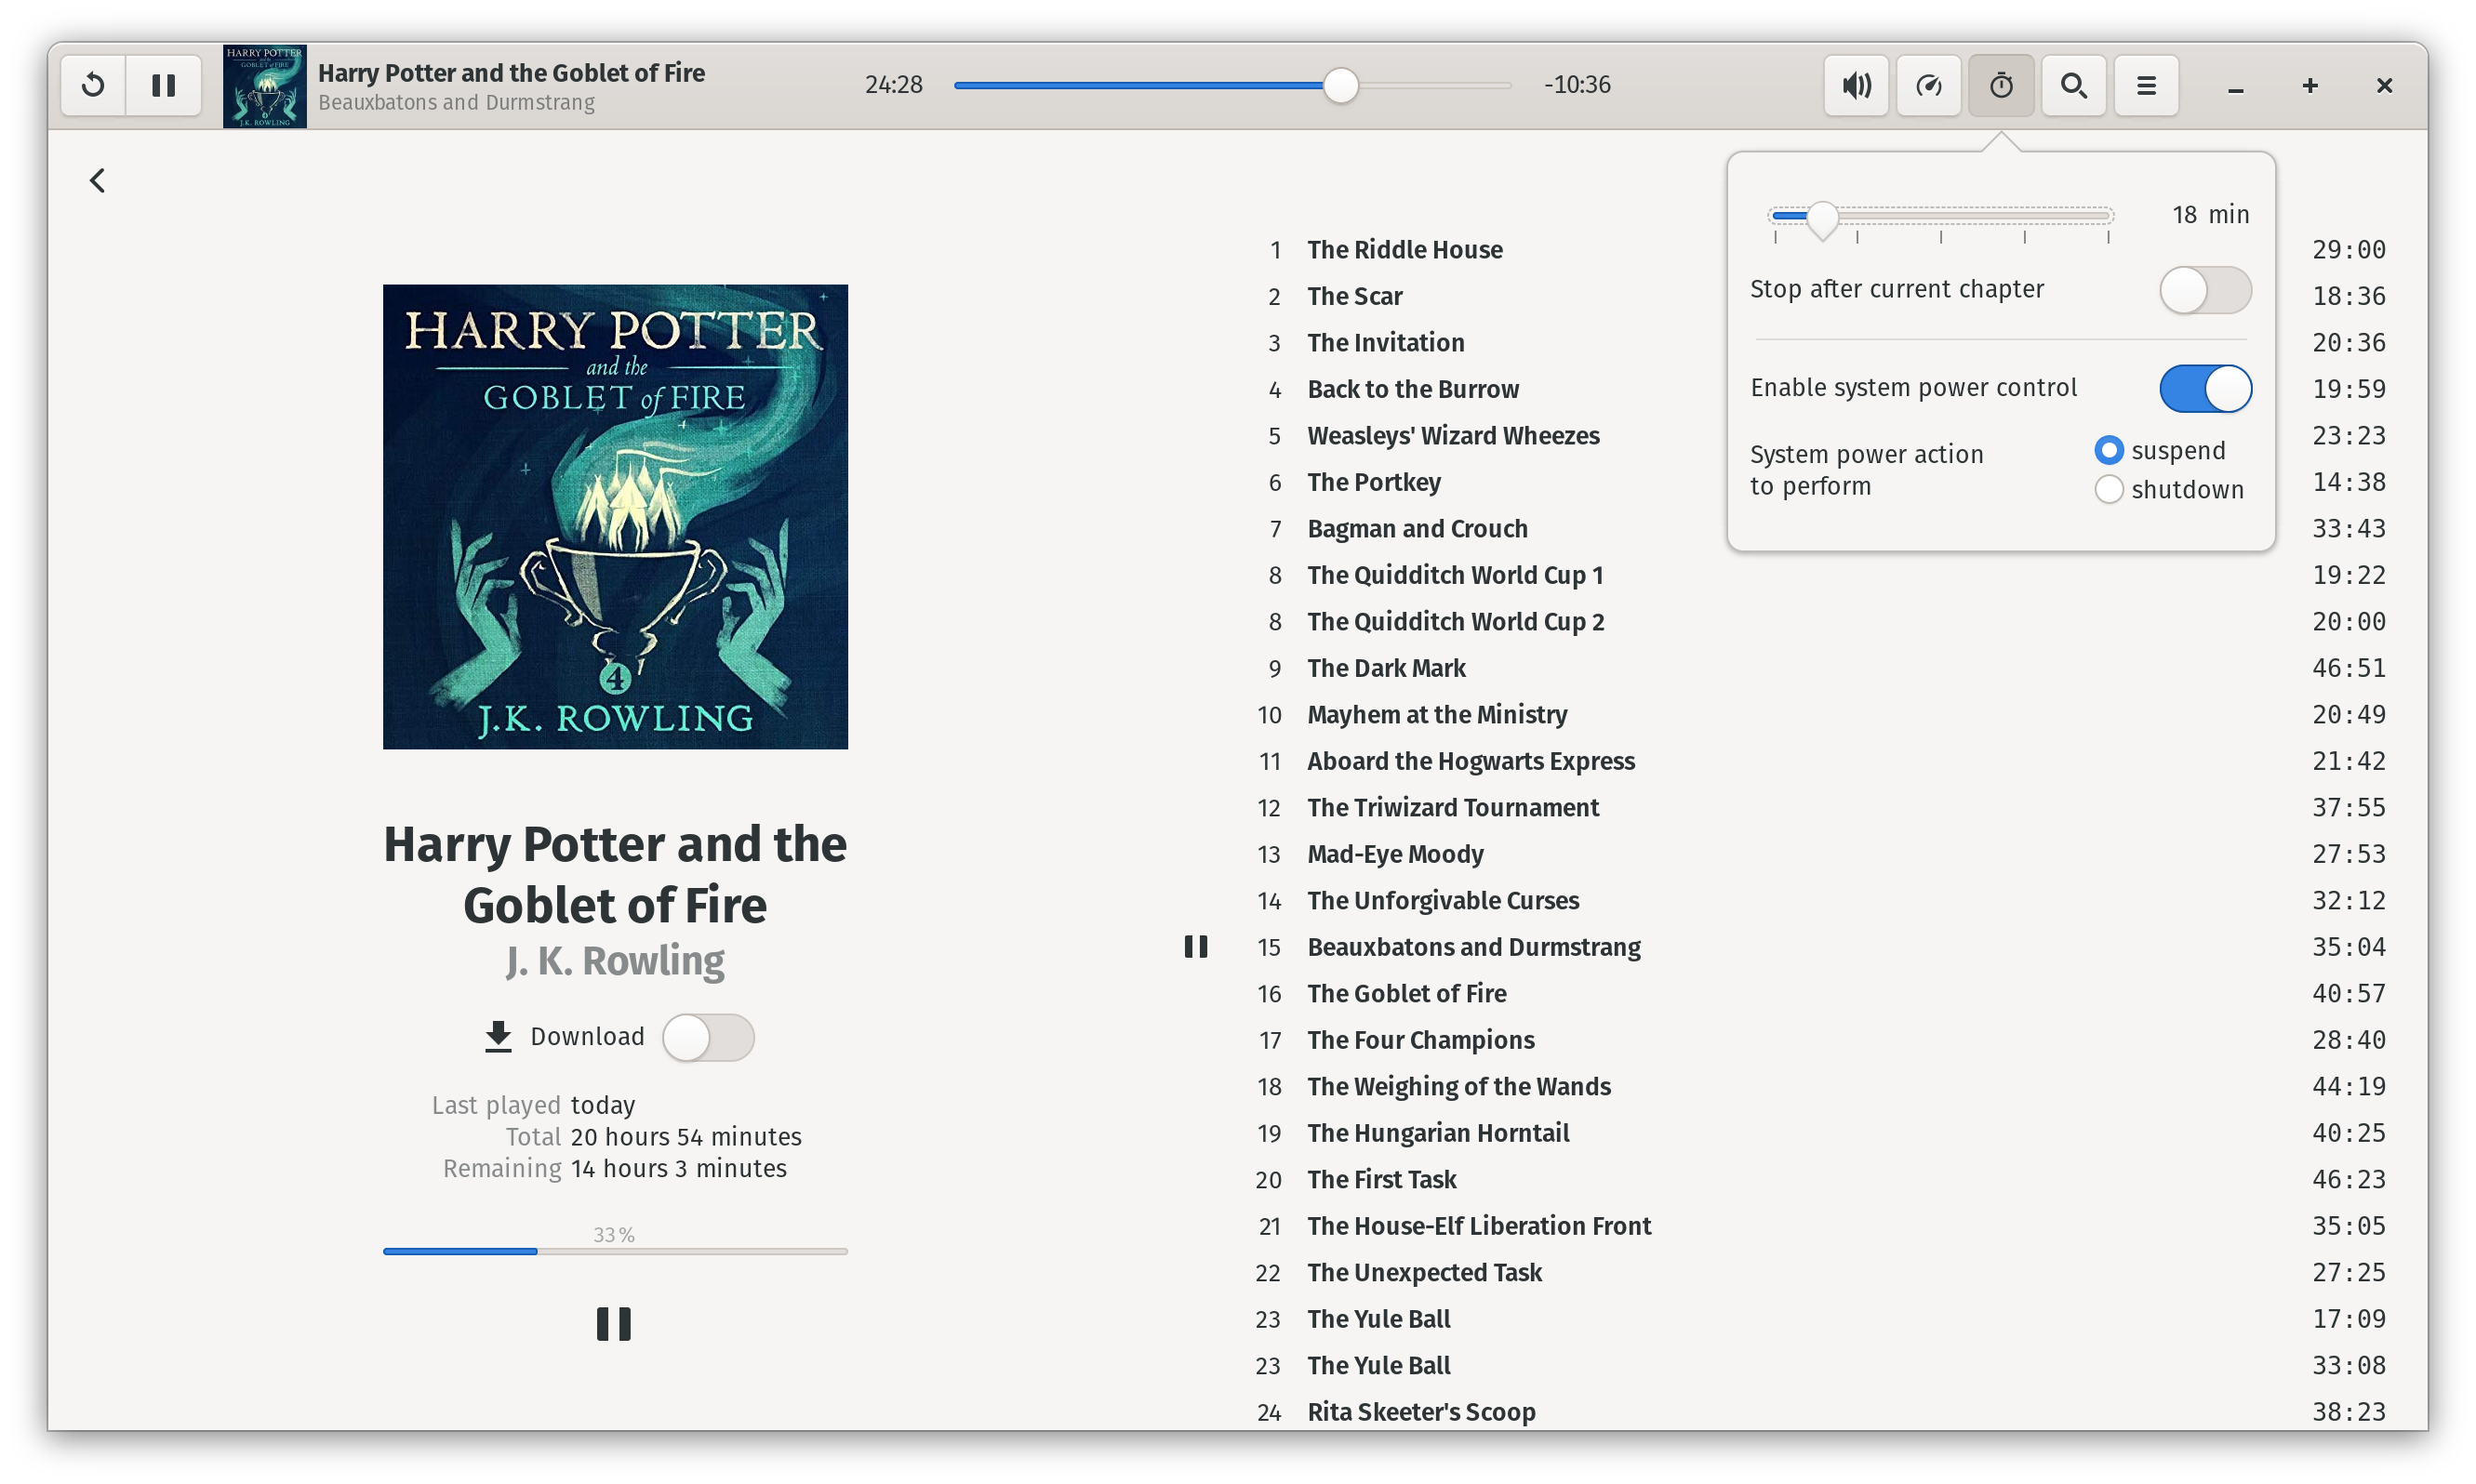 HARRY POTTER
and the
GOBLET of FIRE
J.K. ROWLING
Harry Potter and the Goblet of Fire
Beauxbatons and Durmstrang
24:28
-10:36
18 min
Stop after current chapter
Enable system power control
System power action
to perform
suspend
shutdown
HARRY POTTER
and the
GOBLET of FIRE
4
J.K. ROWLING
Harry Potter and the
Goblet of Fire
J. K. Rowling
Download
Last played today
Total 20 hours 54 minutes
Remaining 14 hours 3 minutes
33 %
1 The Riddle House 29:00
2 The Scar 18:36
3 The Invitation 20:36
4 Back to the Burrow 19:59
5 Weasleys' Wizard Wheezes 23:23
6 The Portkey 14:38
7 Bagman and Crouch 33:43
8 The Quidditch World Cup 1 19:22
8 The Quidditch World Cup 2 20:00
9 The Dark Mark 46:51
10 Mayhem at the Ministry 20:49
11 Aboard the Hogwarts Express 21:42
12 The Triwizard Tournament 37:55
13 Mad-Eye Moody 27:53
14 The Unforgivable Curses 32:12
15 Beauxbatons and Durmstrang 35:04
16 The Goblet of Fire 40:57
17 The Four Champions 28:40
18 The Weighing of the Wands 44:19
19 The Hungarian Horntail 40:25
20 The First Task 46:23
21 The House-Elf Liberation Front 35:05
22 The Unexpected Task 27:25
23 The Yule Ball 17:09
23 The Yule Ball 33:08
24 Rita Skeeter's Scoop 38:23